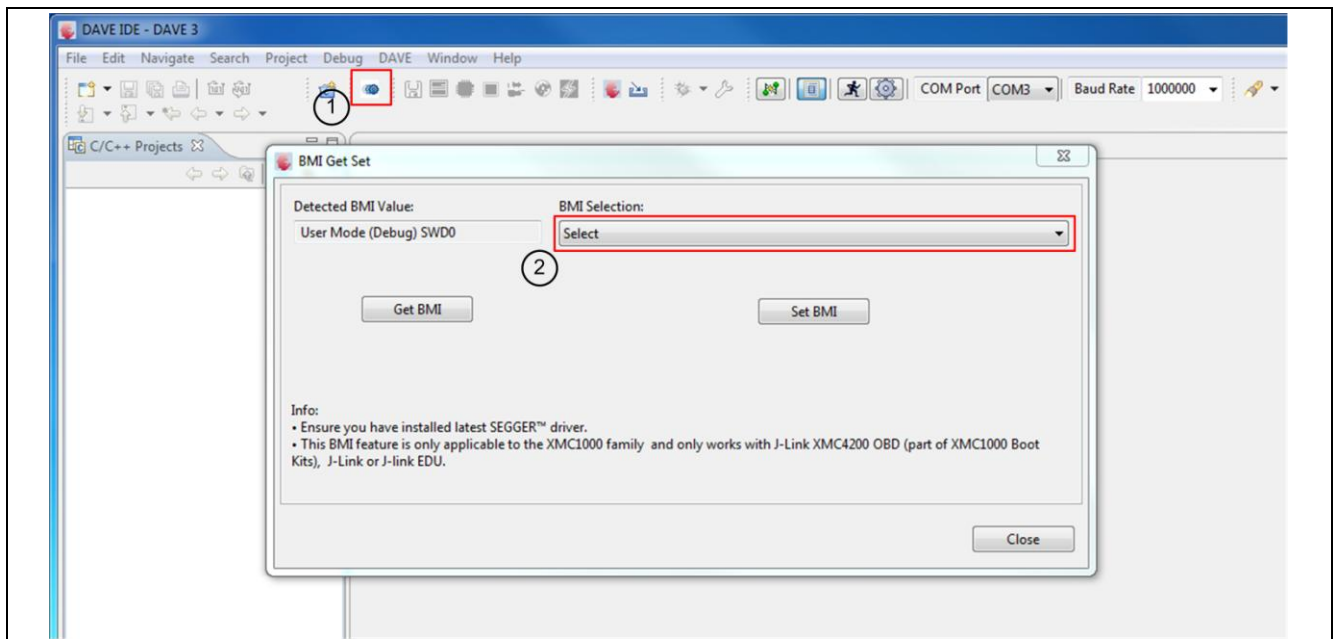 DAVE IDE - DAVE 3
File Edit Navigate Search Project Debug DAVE Window Help
COM Port COM3 Baud Rate 1000000
1
C/C++ Projects
BMI Get Set
Detected BMI Value: BMI Selection:
User Mode (Debug) SWD0 Select
2
Get BMI Set BMI
Info:
• Ensure you have installed latest SEGGER™ driver.
• This BMI feature is only applicable to the XMC1000 family and only works with J-Link XMC4200 OBD (part of XMC1000 Boot
Kits), J-Link or J-link EDU.
Close